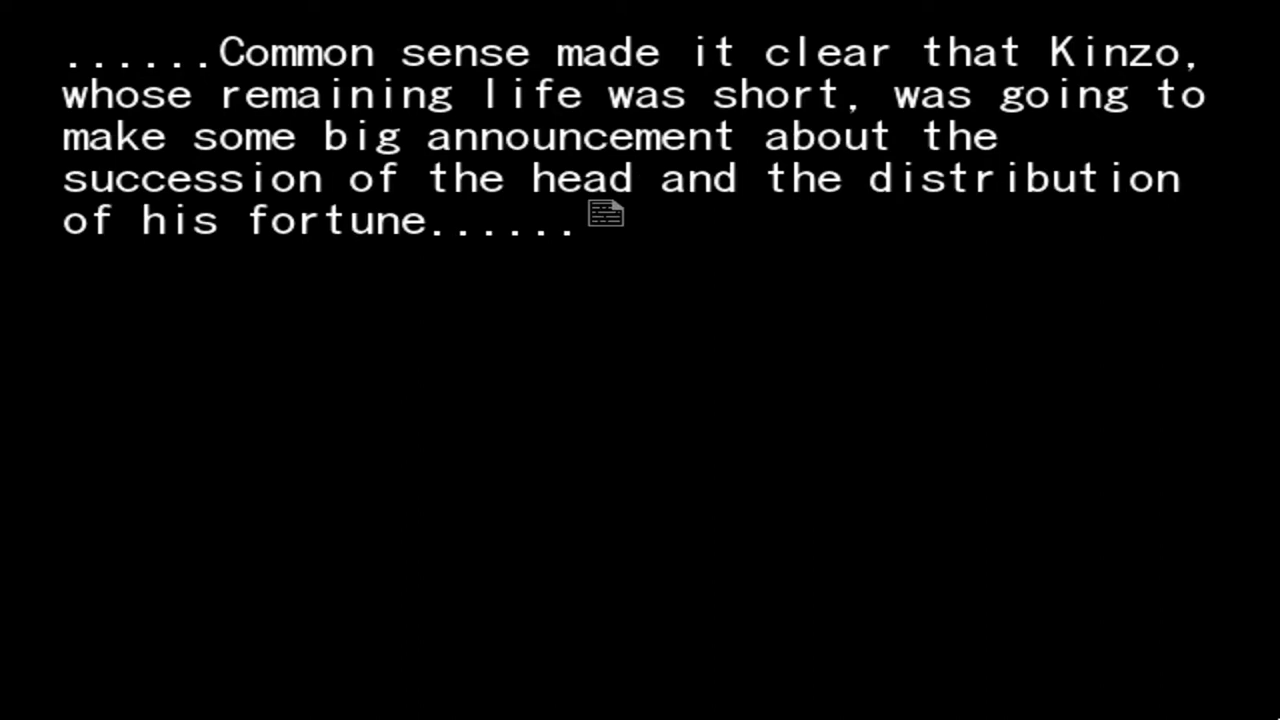 ......Common sense made it clear that Kinzo,
whose remaining life was short, was going to
make some big announcement about the
succession of the head and the distribution
of his fortune......